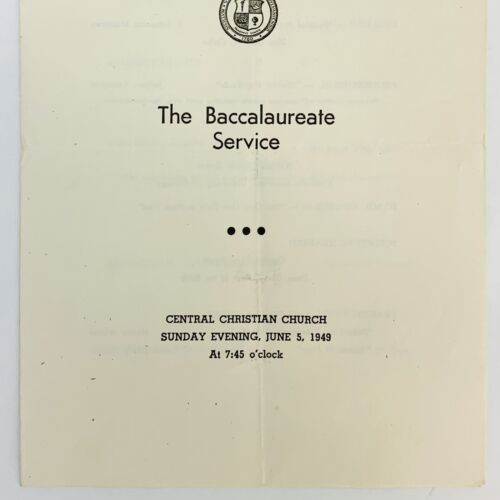 The Baccalaureate
Service
•••
CENTRAL CHRISTIAN CHURCH
SUNDAY EVENING, JUNE 5, 1949
At 7:45 o'clock